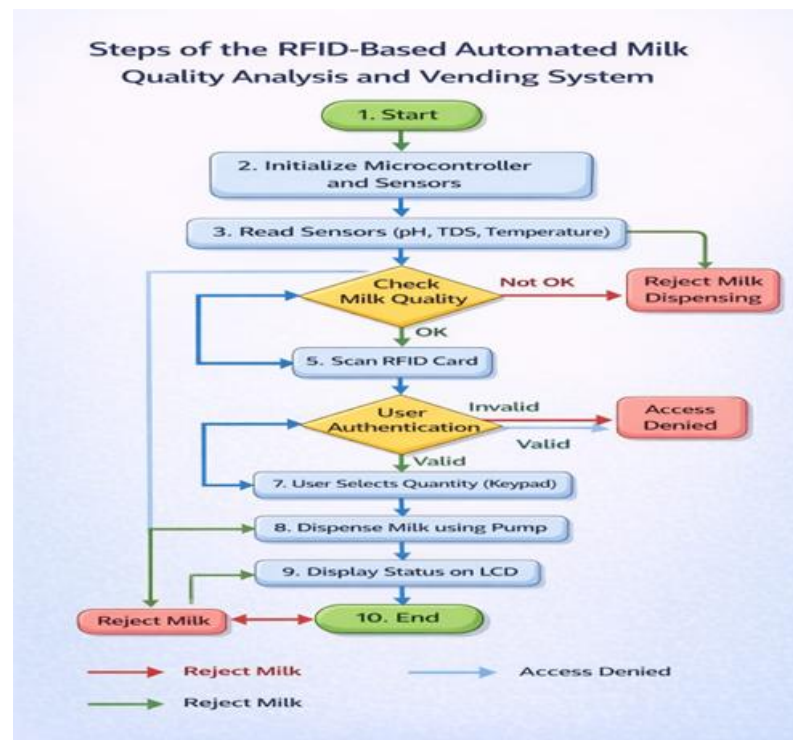 Steps of the RFID-Based Automated Milk
Quality Analysis and Vending System
1. Start
2. Initialize Microcontroller
and Sensors
3. Read Sensors (pH, TDS, Temperature)
Check
Milk Quality
Not OK
Reject Milk
Dispensing
OK
5. Scan RFID Card
User
Authentication
Invalid
Valid
Access
Denied
Valid
7. User Selects Quantity (Keypad)
8. Dispense Milk using Pump
9. Display Status on LCD
Reject Milk
10. End
Reject Milk
Access Denied
Reject Milk